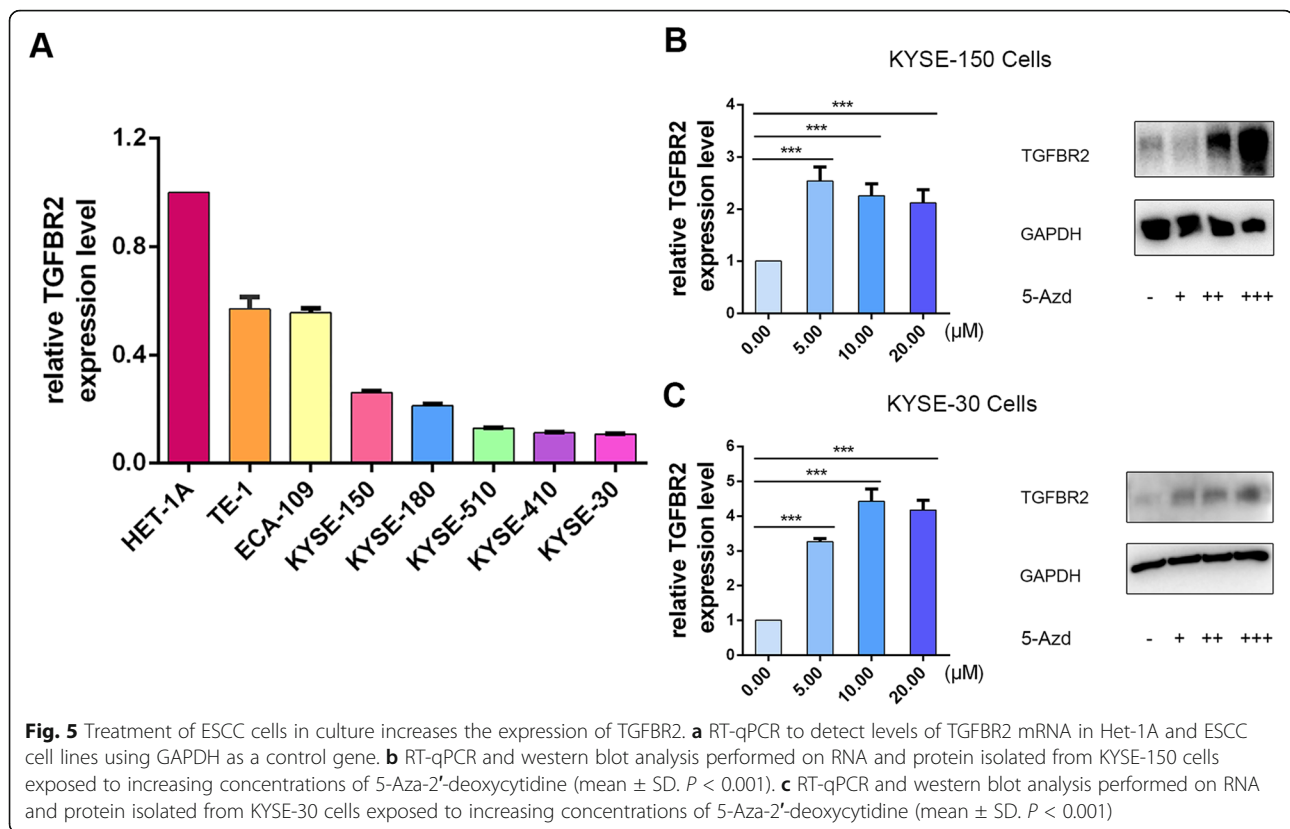 A
relative TGFBR2
expression level
1.2
0.8
0.4
0.0
HET-1A
TE-1
ECA-109
KYSE-150
KYSE-180
KYSE-510
KYSE-410
KYSE-30
B
KYSE-150 Cells
relative TGFBR2
expression level
4
3
2
1
0
***
***
***
0.00
5.00
10.00
20.00
(µM)
TGFBR2
GAPDH
5-Azd - + ++ +++
C
KYSE-30 Cells
relative TGFBR2
expression level
6
5
4
3
2
1
0
***
***
***
0.00
5.00
10.00
20.00
(µM)
TGFBR2
GAPDH
5-Azd - + ++ +++
Fig. 5 Treatment of ESCC cells in culture increases the expression of TGFBR2. a RT-qPCR to detect levels of TGFBR2 mRNA in Het-1A and ESCC
cell lines using GAPDH as a control gene. b RT-qPCR and western blot analysis performed on RNA and protein isolated from KYSE-150 cells
exposed to increasing concentrations of 5-Aza-2′-deoxycytidine (mean ± SD. P < 0.001). c RT-qPCR and western blot analysis performed on RNA
and protein isolated from KYSE-30 cells exposed to increasing concentrations of 5-Aza-2′-deoxycytidine (mean ± SD. P < 0.001)